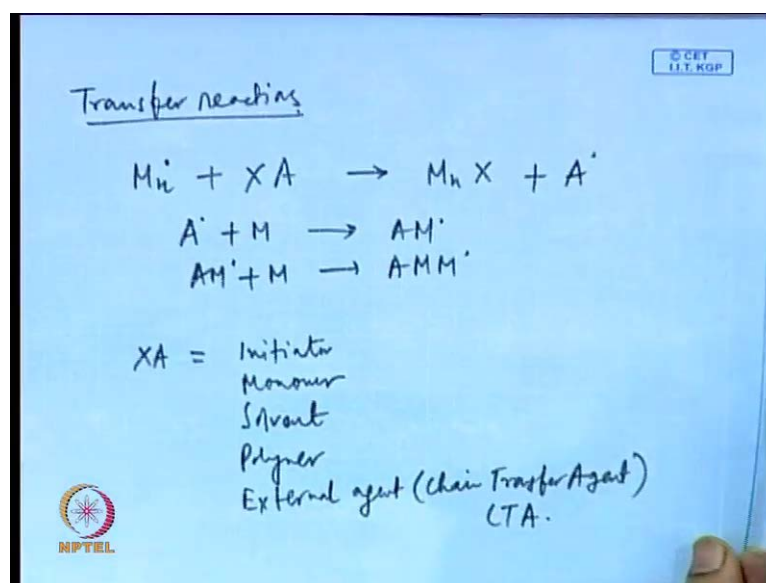 © CET
I.I.T. KGP
Transfer reactions
Mn· + XA → MnX + A·
A· + M → AM·
AM· + M → AMM·
XA = Initiator
Monomer
Solvent
Polymer
External agent (Chain Transfer Agent)
CTA.
NPTEL